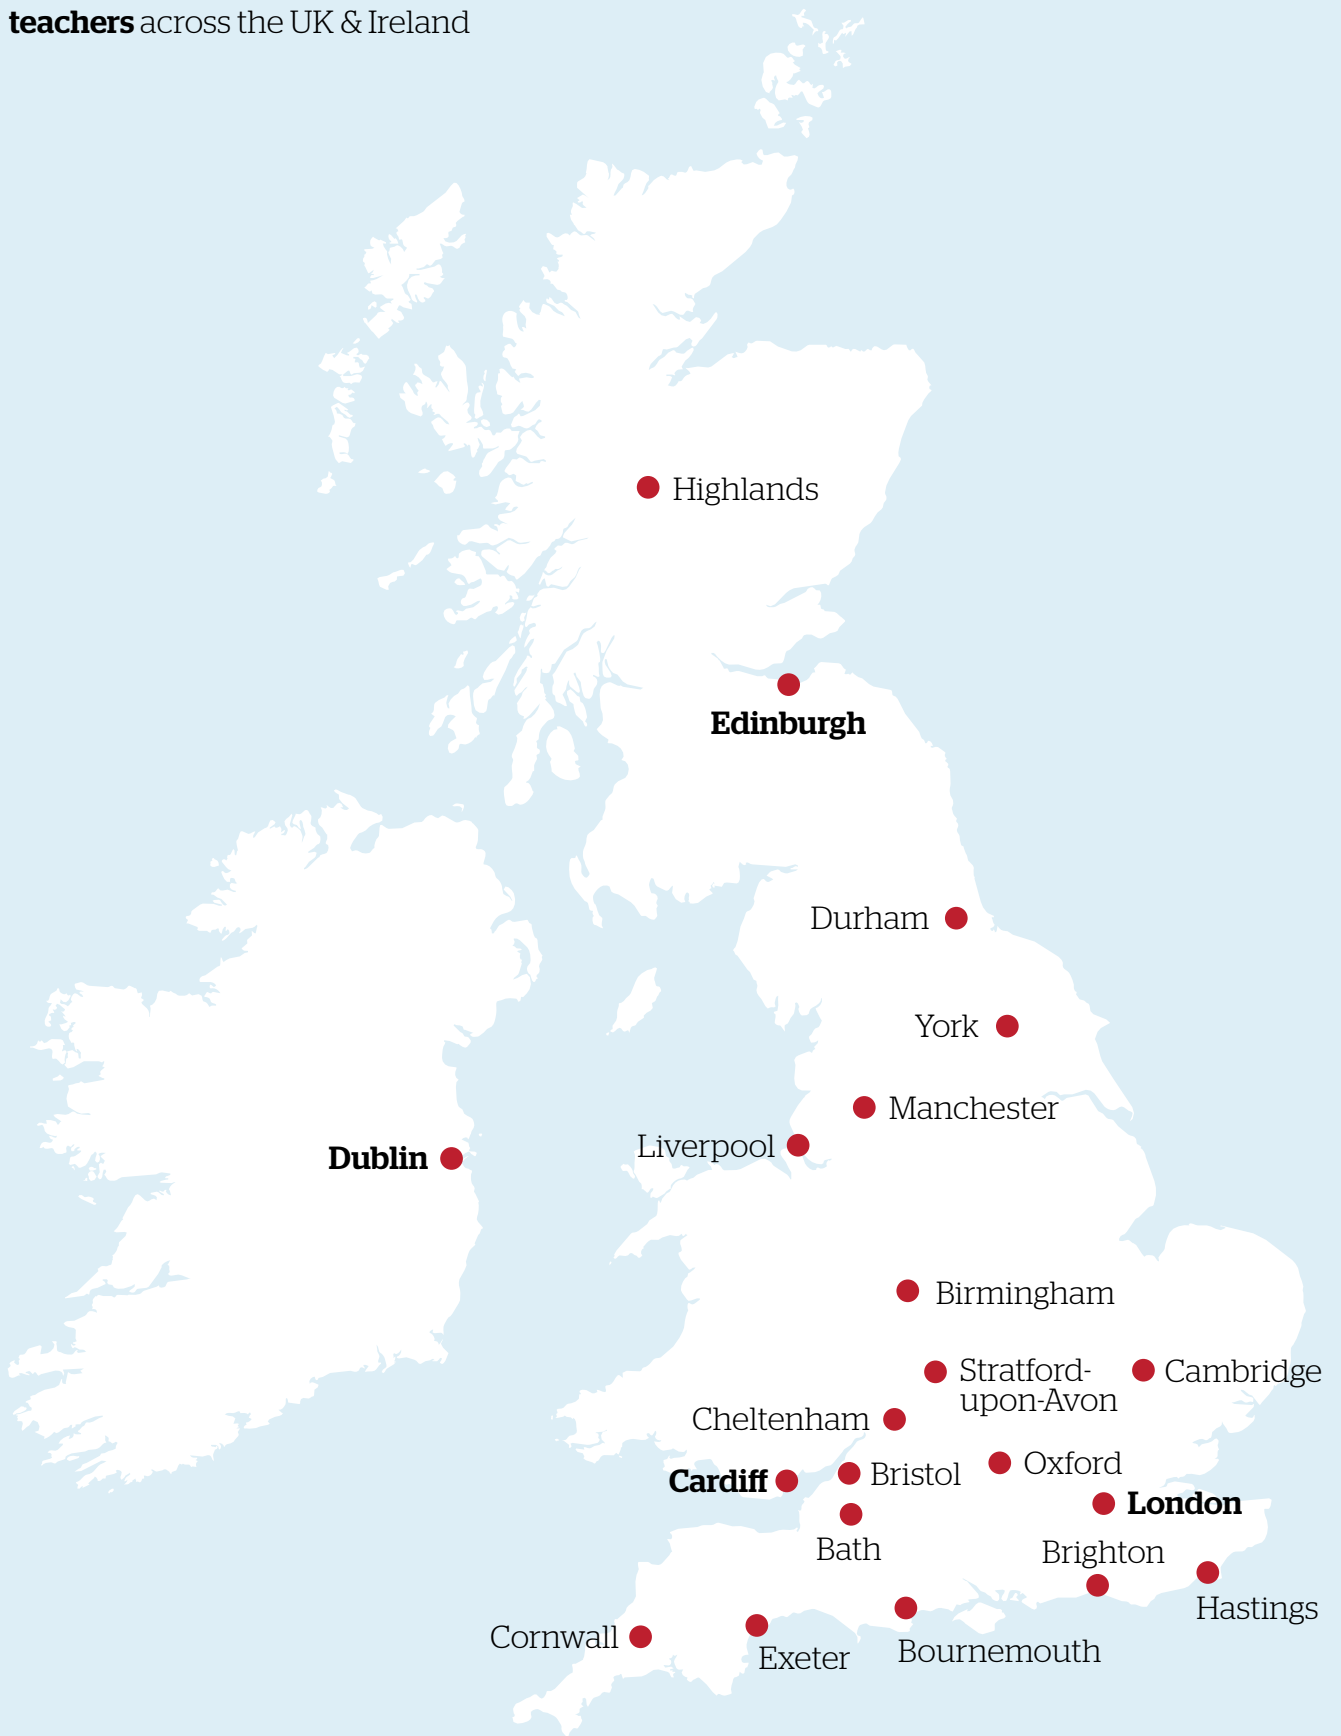 teachers across the UK & Ireland
Highlands
Edinburgh
Durham
York
Manchester
Liverpool
Dublin
Birmingham
Stratford-
upon-Avon
Cambridge
Cheltenham
Oxford
Cardiff
Bristol
London
Bath
Brighton
Hastings
Cornwall
Exeter
Bournemouth